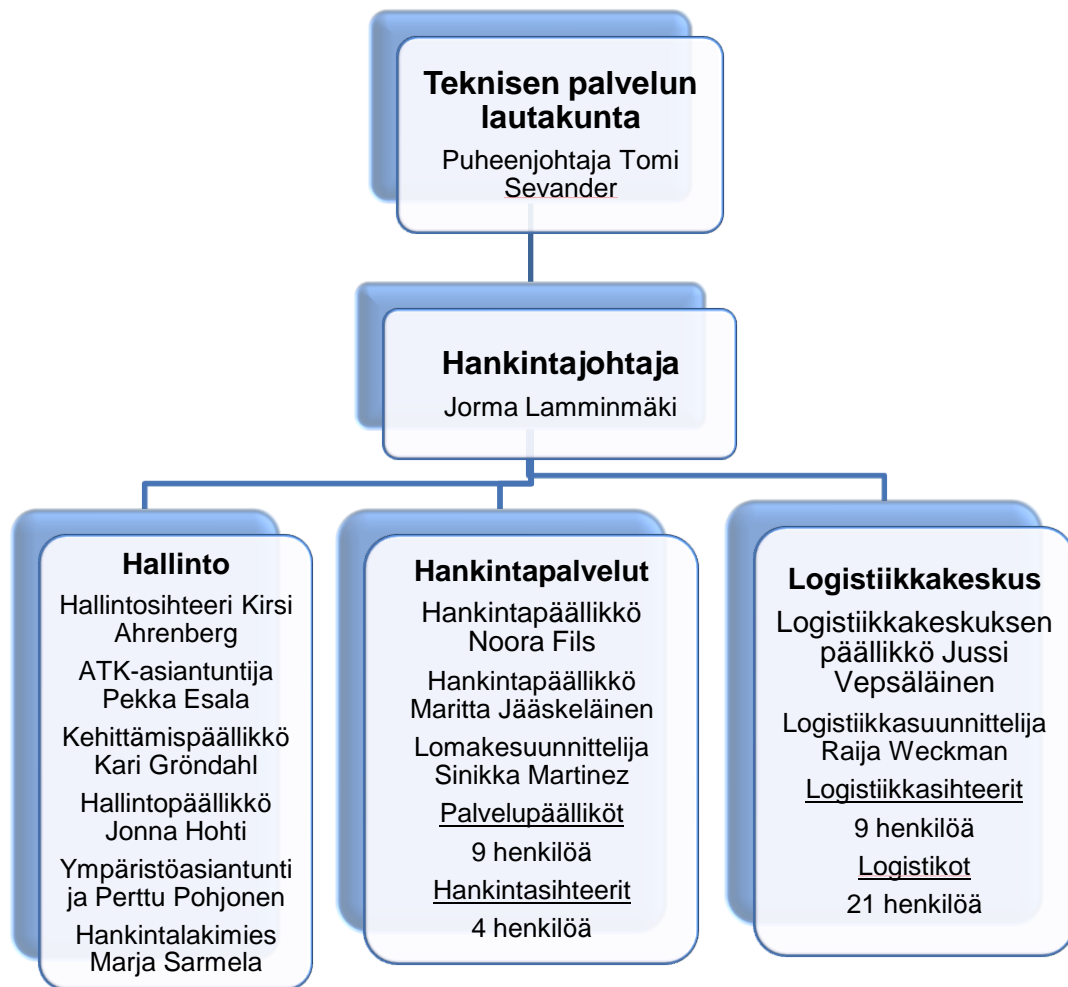 Teknisen palvelun
lautakunta
Puheenjohtaja Tomi
Sevander
Hankintajohtaja
Jorma Lamminmäki
Hallinto
Hallintosihteeri Kirsi
Ahrenberg
ATK-asiantuntija
Pekka Esala
Kehittämispäällikkö
Kari Gröndahl
Hallintopäällikkö
Jonna Hohti
Ympäristöasiantunti
ja Perttu Pohjonen
Hankintalakimies
Marja Sarmela
Hankintapalvelut
Hankintapäällikkö
Noora Fils
Hankintapäällikkö
Maritta Jääskeläinen
Lomakesuunnittelija
Sinikka Martinez
Palvelupäälliköt
9 henkilöä
Hankintasihteerit
4 henkilöä
Logistiikkakeskus
Logistiikkakeskuksen
päällikkö Jussi
Vepsäläinen
Logistiikkasuunnittelija
Raija Weckman
Logistiikkasihteerit
9 henkilöä
Logistikot
21 henkilöä